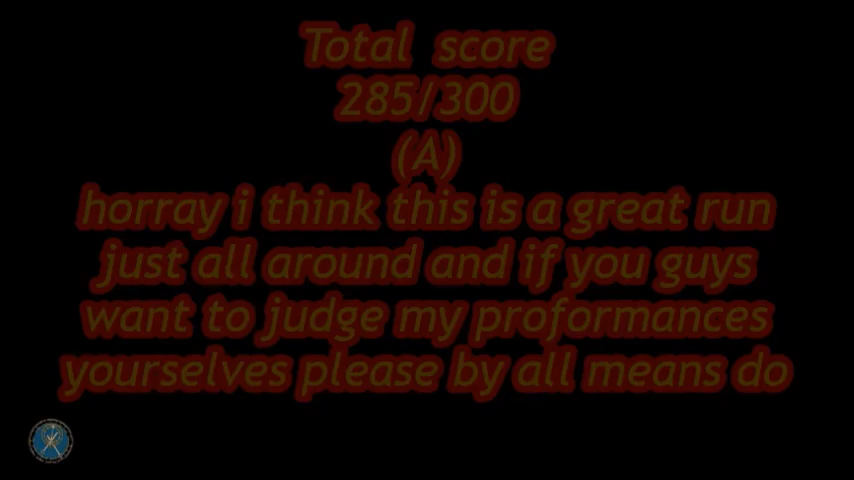 Total score
285/300
(A)
horray i think this is a great run
just all around and if you guys
want to judge my proformances
yourselves please by all means do